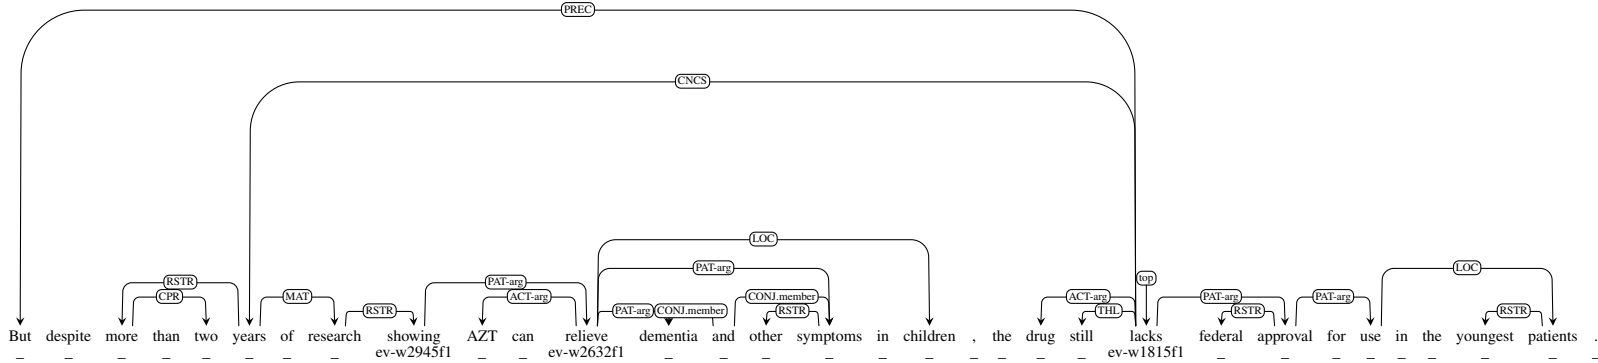 PREC
CNCS
LOC
PAT-arg
top
RSTR PAT-arg LOC
CPR MAT ACT-arg CONJ.member ACT-arg PAT-arg PAT-arg
RSTR PAT-arg CONJ.member RSTR THL RSTR RSTR
But despite more than two years of research showing AZT can relieve dementia and other symptoms in children , the drug still lacks federal approval for use in the youngest patients .
ev-w2945f1 ev-w2632f1 ev-w1815f1
_ _ _ _ _ _ _ _ _ _ _ _ _ _ _ _ _ _ _ _ _ _ _ _ _ _ _ _ _ _